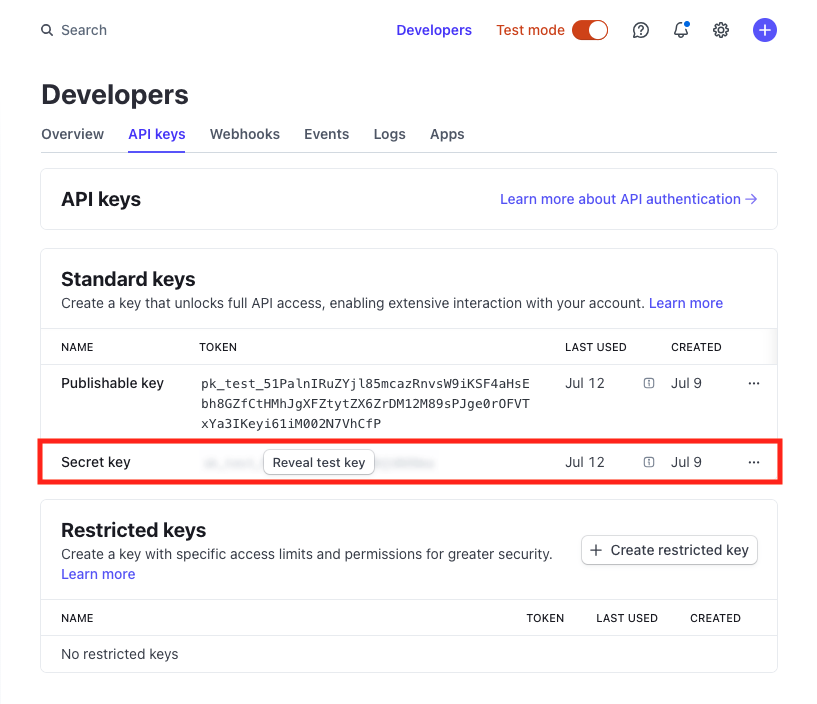 Search
Developers
Test mode
Developers
Overview API keys Webhooks Events Logs Apps
API keys
Learn more about API authentication →
Standard keys
Create a key that unlocks full API access, enabling extensive interaction with your account. Learn more
NAME TOKEN LAST USED CREATED
Publishable key pk_test_51PalnIRuZYjl85mcazRnvsW9iKSF4aHsE Jul 12 Jul 9 ...
bh8GZfCtHMhJgXFZtytZX6ZrDM12M89sPJge0rOFVT
xYa3IKeyi61iM002N7VhCfP
Secret key Reveal test key Jul 12 Jul 9 ...
Restricted keys
Create a key with specific access limits and permissions for greater security.
Learn more
+ Create restricted key
NAME TOKEN LAST USED CREATED
No restricted keys